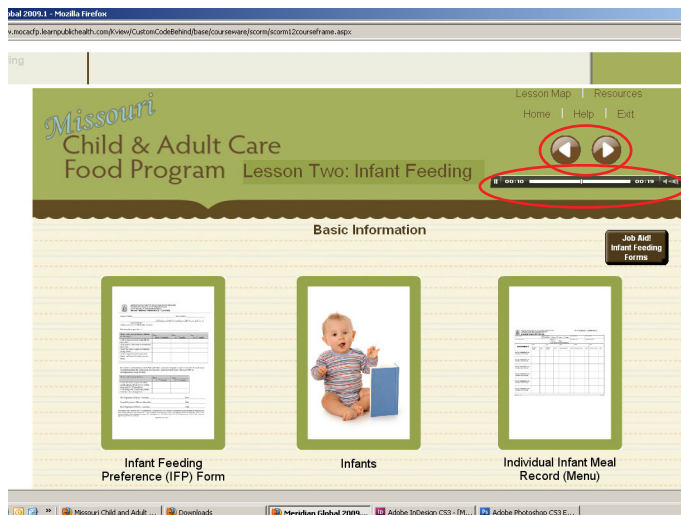 obal 2009.1 - Mozilla Firefox
v.mocacfp.learnpublichealth.com/Kview/CustomCodeBehind/base/courseware/scorm/scorm12courseframe.aspx
ing
Lesson Map | Resources
Home | Help | Exit
Missouri
Child & Adult Care
Food Program
Lesson Two: Infant Feeding
00:10 00:19
Basic Information
Job Aid!
Infant Feeding
Forms
Infant Feeding
Preference (IFP) Form
Infants
Individual Infant Meal
Record (Menu)
» Missouri Child and Adult ... Downloads Meridian Global 2009... Adobe InDesign CS3 - [M... Adobe Photoshop CS3 E...